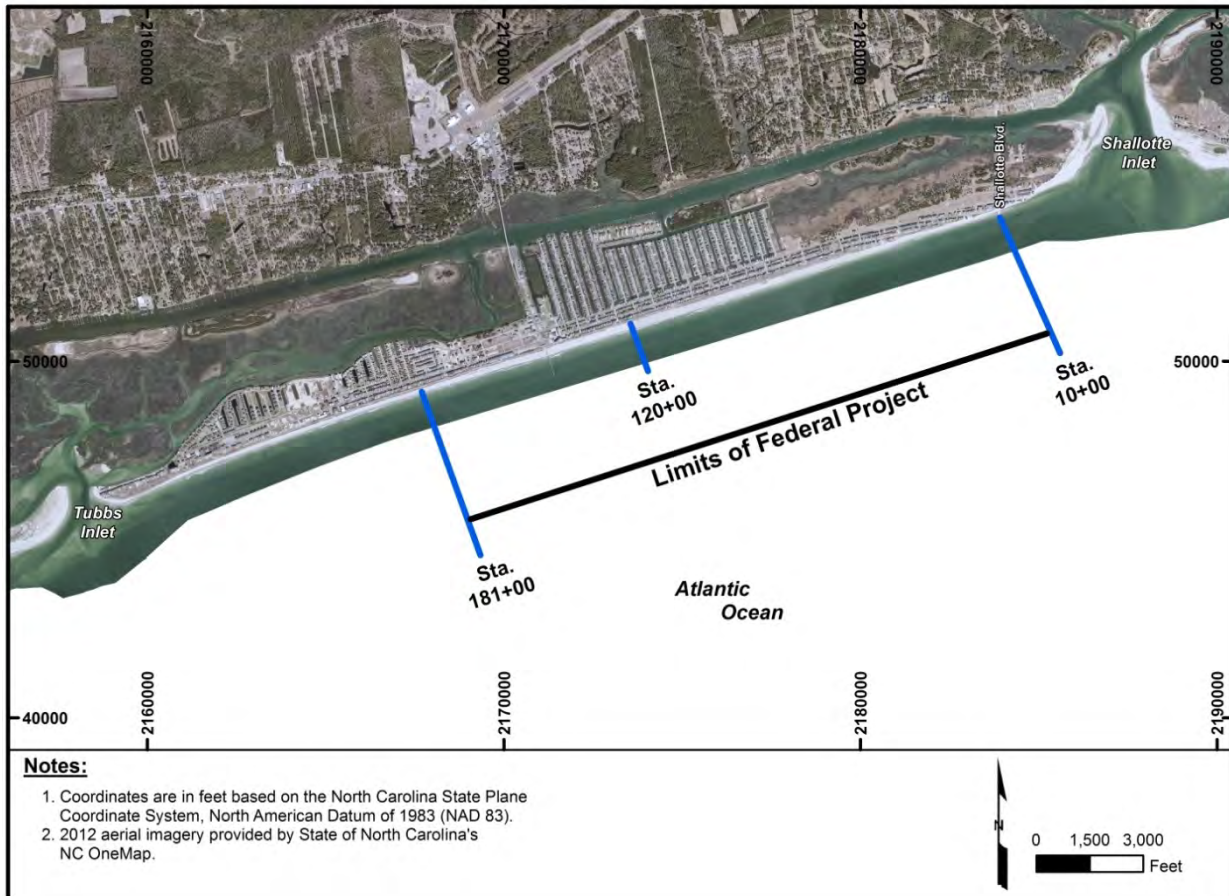 2160000
2170000
2180000
2190000
Shallotte Blvd.
Shallotte
Inlet
50000
50000
Sta.
120+00
Sta.
10+00
Limits of Federal Project
Tubbs
Inlet
Sta.
181+00
Atlantic
Ocean
2160000
2170000
2180000
2190000
40000
40000
Notes:
1. Coordinates are in feet based on the North Carolina State Plane
Coordinate System, North American Datum of 1983 (NAD 83).
2. 2012 aerial imagery provided by State of North Carolina's
NC OneMap.
N
0 1,500 3,000
Feet